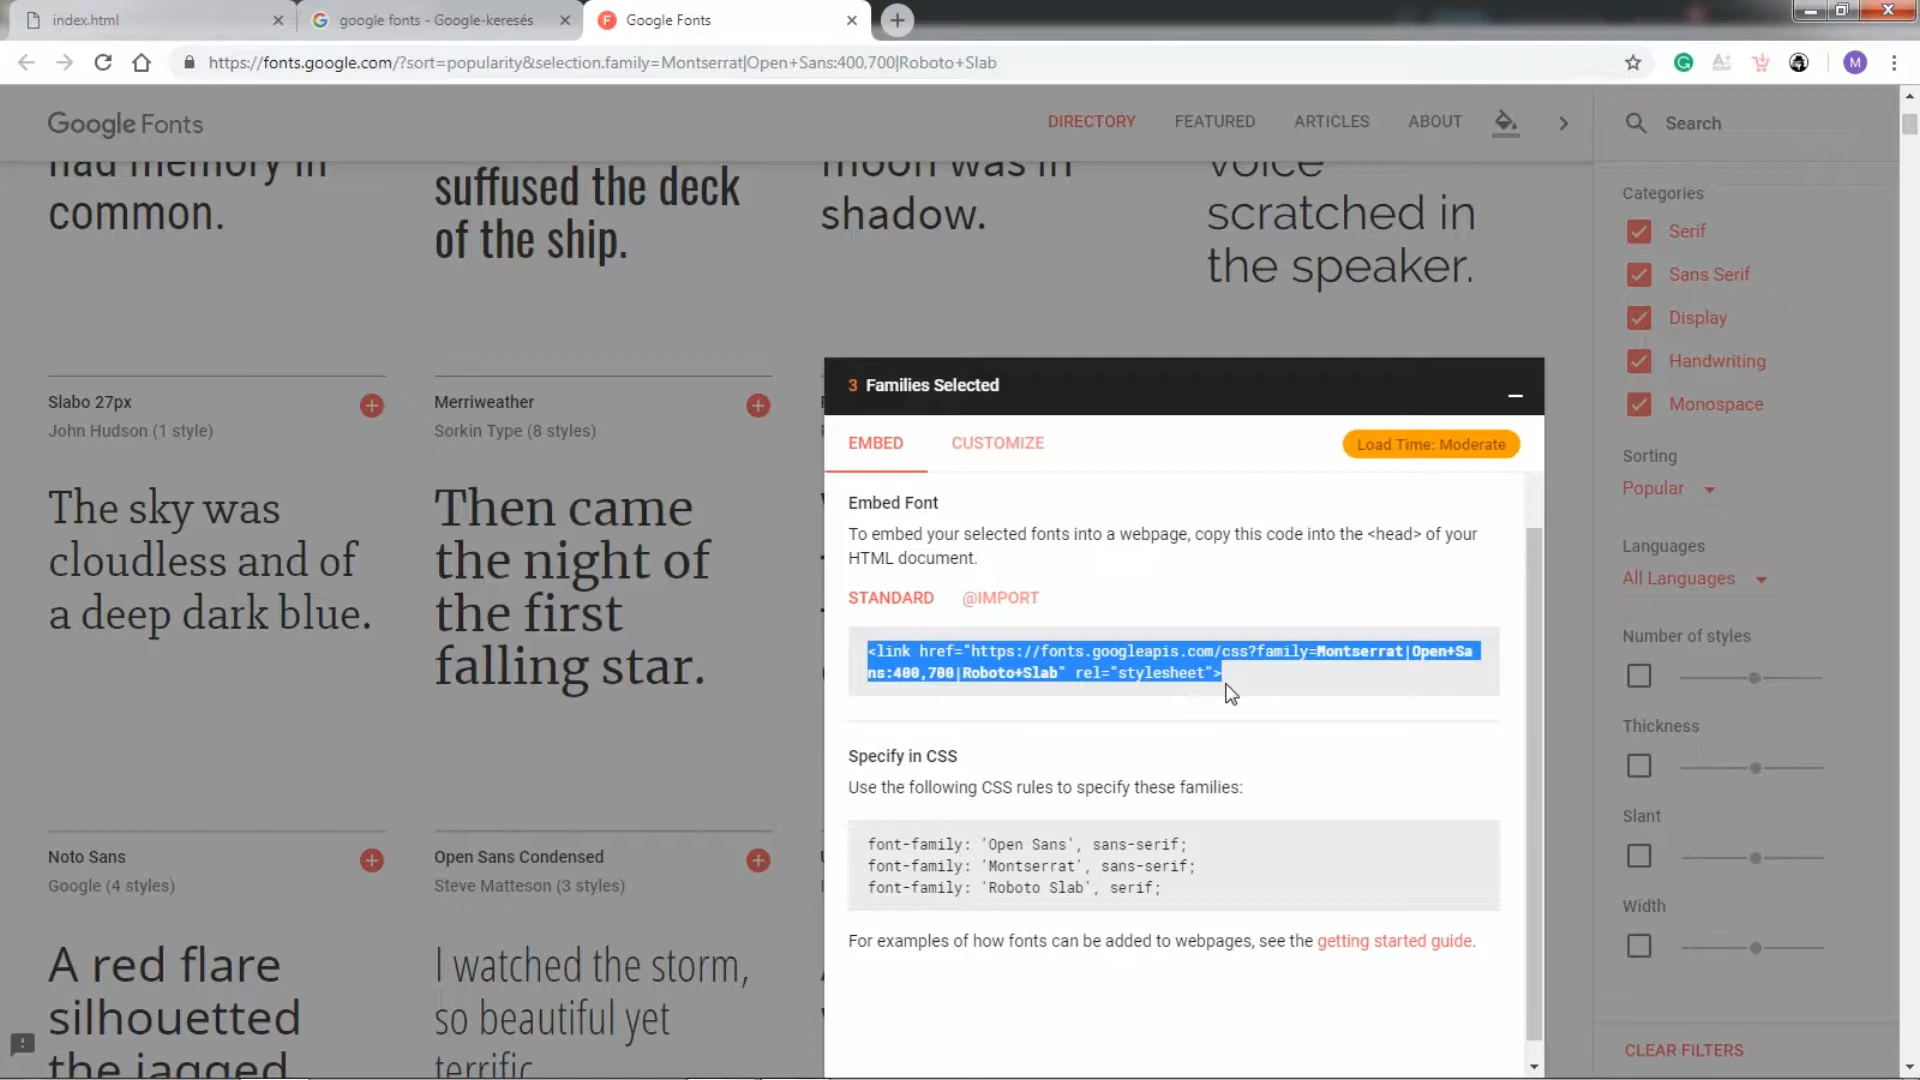 index.html
google fonts - Google-keresés
Google Fonts
https://fonts.google.com/?sort=popularity&selection.family=Montserrat|Open+Sans:400,700|Roboto+Slab
M
Google Fonts
DIRECTORY
FEATURED
ARTICLES
ABOUT
Search
had memory in
common.
suffused the deck
of the ship.
moon was in
shadow.
voice
scratched in
the speaker.
Categories
Serif
Sans Serif
Display
Handwriting
Monospace
Sorting
Popular
Languages
All Languages
Number of styles
Thickness
Slant
Width
CLEAR FILTERS
Slabo 27px
John Hudson (1 style)
The sky was
cloudless and of
a deep dark blue.
Merriweather
Sorkin Type (8 styles)
Then came
the night of
the first
falling star.
Noto Sans
Google (4 styles)
A red flare
silhouetted
the jagged
Open Sans Condensed
Steve Matteson (3 styles)
I watched the storm,
so beautiful yet
terrific.
3 Families Selected
EMBED
CUSTOMIZE
Load Time: Moderate
Embed Font
To embed your selected fonts into a webpage, copy this code into the <head> of your
HTML document.
STANDARD
@IMPORT
<link href="https://fonts.googleapis.com/css?family=Montserrat|Open+Sa
ns:400,700|Roboto+Slab" rel="stylesheet">
Specify in CSS
Use the following CSS rules to specify these families:
font-family: 'Open Sans', sans-serif;
font-family: 'Montserrat', sans-serif;
font-family: 'Roboto Slab', serif;
For examples of how fonts can be added to webpages, see the getting started guide.